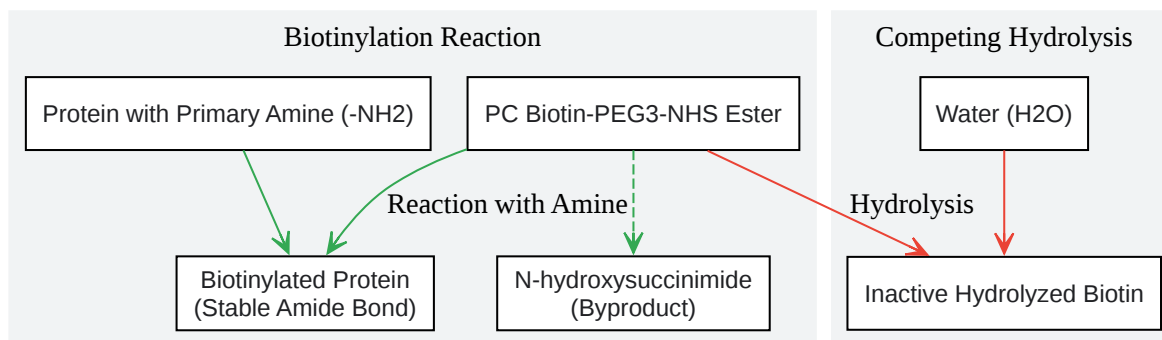 Biotinylation Reaction
Competing Hydrolysis
Protein with Primary Amine (-NH2)
PC Biotin-PEG3-NHS Ester
Water (H2O)
Reaction with Amine
Hydrolysis
Biotinylated Protein
(Stable Amide Bond)
N-hydroxysuccinimide
(Byproduct)
Inactive Hydrolyzed Biotin